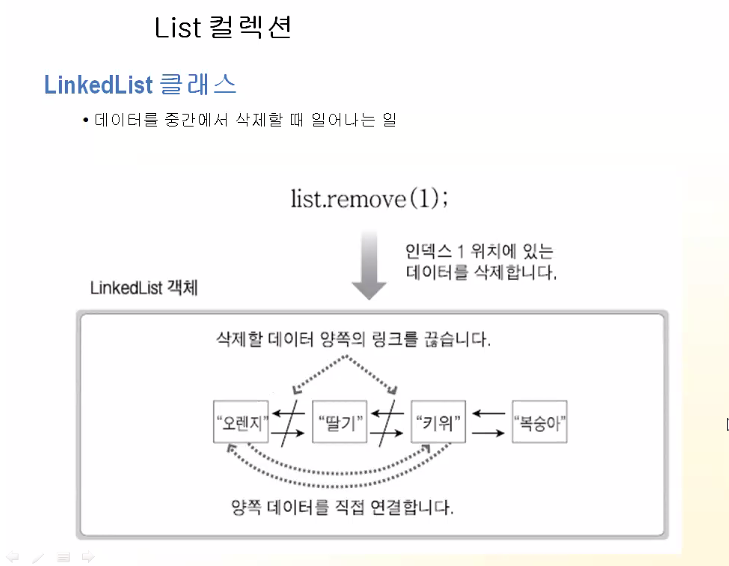 List 컬렉션
LinkedList 클래스
• 데이터를 중간에서 삭제할 때 일어나는 일
list.remove(1);
인덱스 1 위치에 있는
데이터를 삭제합니다.
LinkedList 객체
삭제할 데이터 양쪽의 링크를 끊습니다.
“오렌지” “딸기” “키위” “복숭아”
양쪽 데이터를 직접 연결합니다.